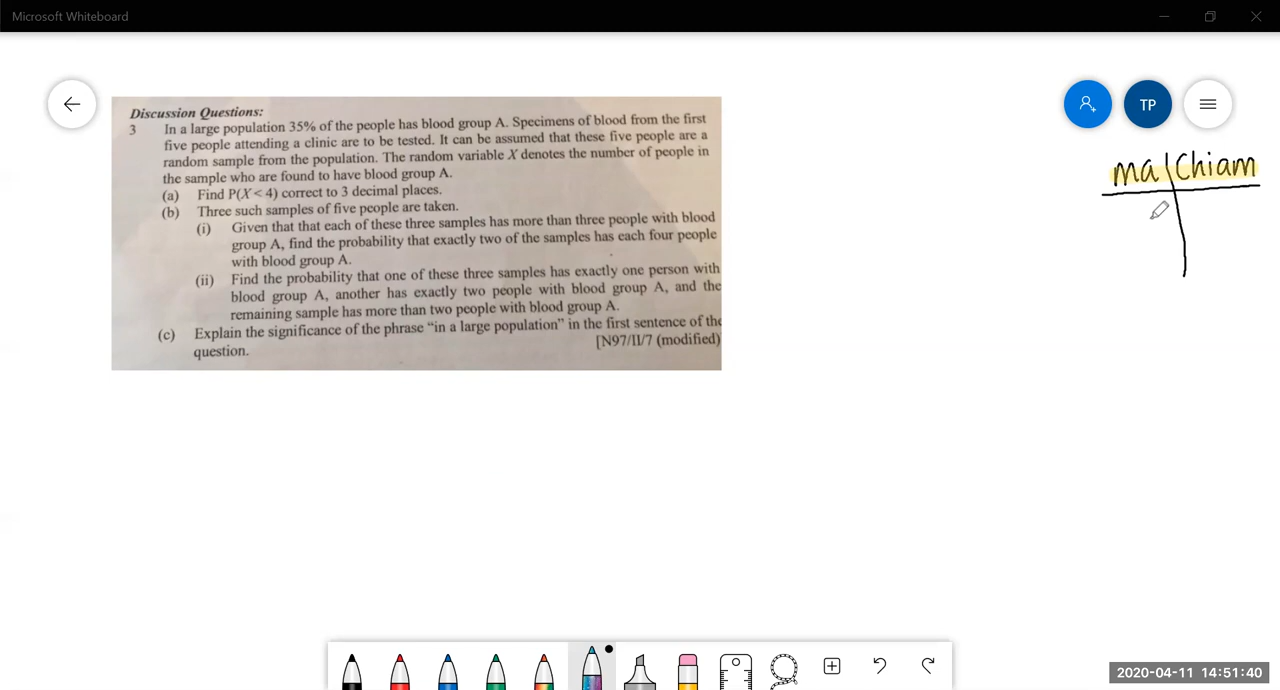 Microsoft Whiteboard
TP
Discussion Questions:
3 In a large population 35% of the people has blood group A. Specimens of blood from the first
five people attending a clinic are to be tested. It can be assumed that these five people are a
random sample from the population. The random variable X denotes the number of people in
the sample who are found to have blood group A.
(a) Find P(X < 4) correct to 3 decimal places.
(b) Three such samples of five people are taken.
(i) Given that that each of these three samples has more than three people with blood
group A, find the probability that exactly two of the samples has each four people
with blood group A.
(ii) Find the probability that one of these three samples has exactly one person with
blood group A, another has exactly two people with blood group A, and the
remaining sample has more than two people with blood group A.
(c) Explain the significance of the phrase “in a large population” in the first sentence of the
question. [N97/II/7 (modified)
ma Chiam
2020-04-11 14:51:40